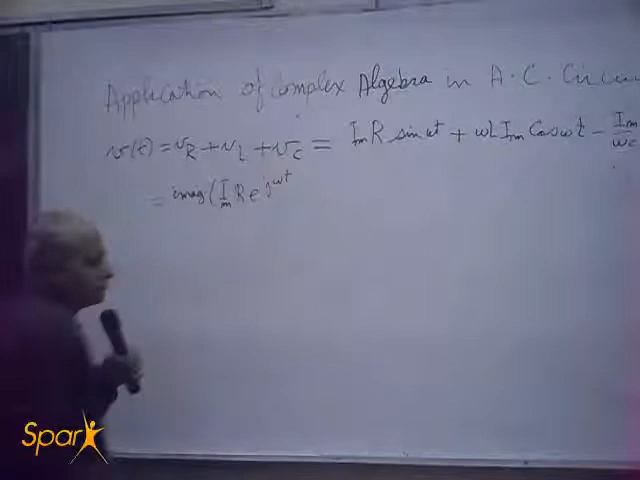 Application of complex Algebra in A.C. Circu
v(t) = v_R + v_L + v_C = I_m R sin ωt + ωL I_m Cos ωt - I_m/ωc
= imag(I_m R e^jωt
Spark